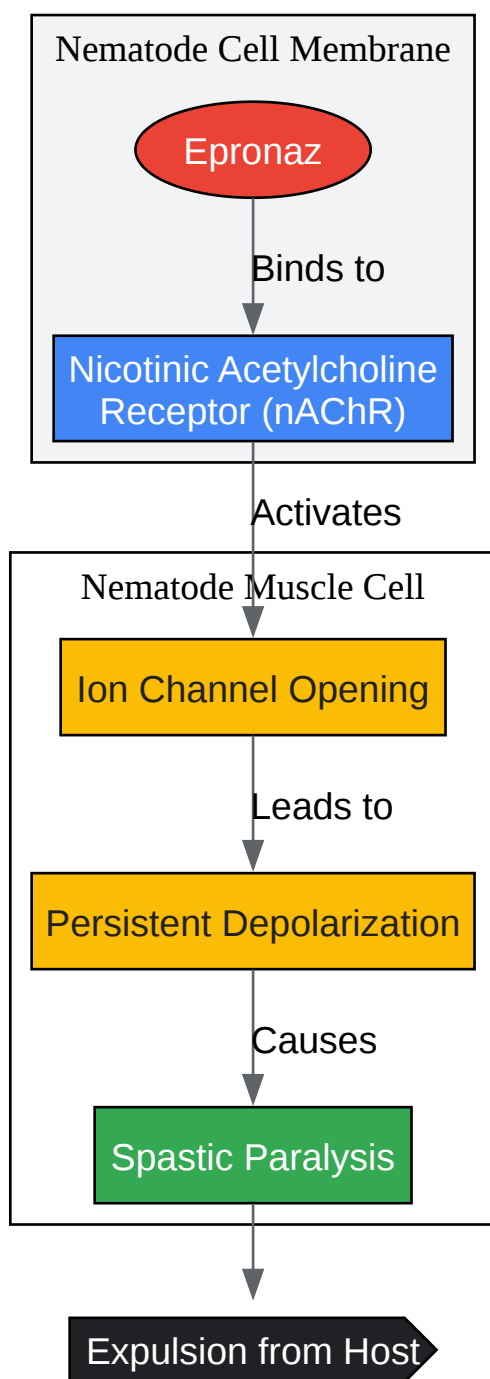 Nematode Cell Membrane
Epronaz
Binds to
Nicotinic Acetylcholine
Receptor (nAChR)
Activates
Nematode Muscle Cell
Ion Channel Opening
Leads to
Persistent Depolarization
Causes
Spastic Paralysis
Expulsion from Host